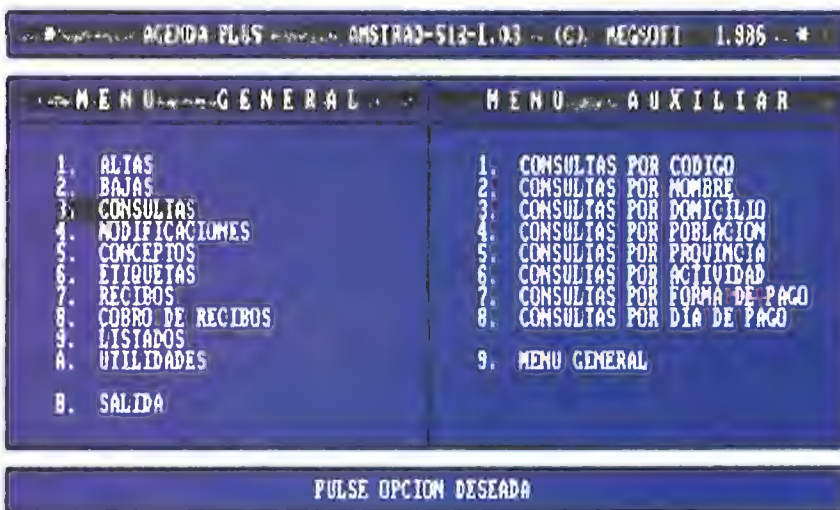 * AGENDA PLUS AMSTRAD-512-1.03 - (C). MEGSOFT 1.986 - *
MENU GENERAL
1. ALTAS
2. BAJAS
3. CONSULTAS
4. MODIFICACIONES
5. CONCEPTOS
6. ETIQUETAS
7. RECIBOS
8. COBRO DE RECIBOS
9. LISTADOS
A. UTILIDADES
B. SALIDA
MENU AUXILIAR
1. CONSULTAS POR CODIGO
2. CONSULTAS POR NOMBRE
3. CONSULTAS POR DOMICILIO
4. CONSULTAS POR POBLACION
5. CONSULTAS POR PROVINCIA
6. CONSULTAS POR ACTIVIDAD
7. CONSULTAS POR FORMA DE PAGO
8. CONSULTAS POR DIA DE PAGO
9. MENU GENERAL
PULSE OPCION DESEADA